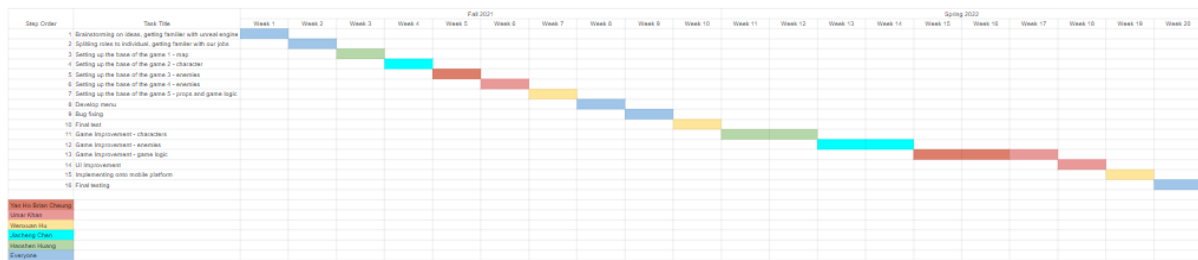 Fall 2021 Spring 2022
Step Order Task Title Week 1 Week 2 Week 3 Week 4 Week 5 Week 6 Week 7 Week 8 Week 9 Week 10 Week 11 Week 12 Week 13 Week 14 Week 15 Week 16 Week 17 Week 18 Week 19 Week 20
1 Brainstorming on ideas, getting familier with unreal engine
2 Spliting roles to individual, getting familer with our jobs
3 Setting up the base of the game 1 - map
4 Setting up the base of the game 2 - character
5 Setting up the base of the game 3 - enemies
6 Setting up the base of the game 4 - enemies
7 Setting up the base of the game 5 - props and game logic
8 Develop menu
9 Bug fixing
10 Final test
11 Game Improvement - characters
12 Game Improvement - enemies
13 Game Improvement - game logic
14 UI Improvement
15 Implementing onto mobile platform
16 Final testing
Yan Ho Brian Cheung
Umar Khan
Wenxuan Hu
Jiacheng Chen
Haoshen Huang
Everyone